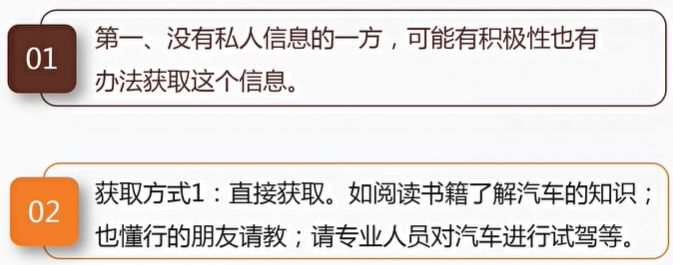 01
第一、没有私人信息的一方，可能有积极性也有
办法获取这个信息。
02
获取方式1：直接获取。如阅读书籍了解汽车的知识；
也懂行的朋友请教；请专业人员对汽车进行试驾等。